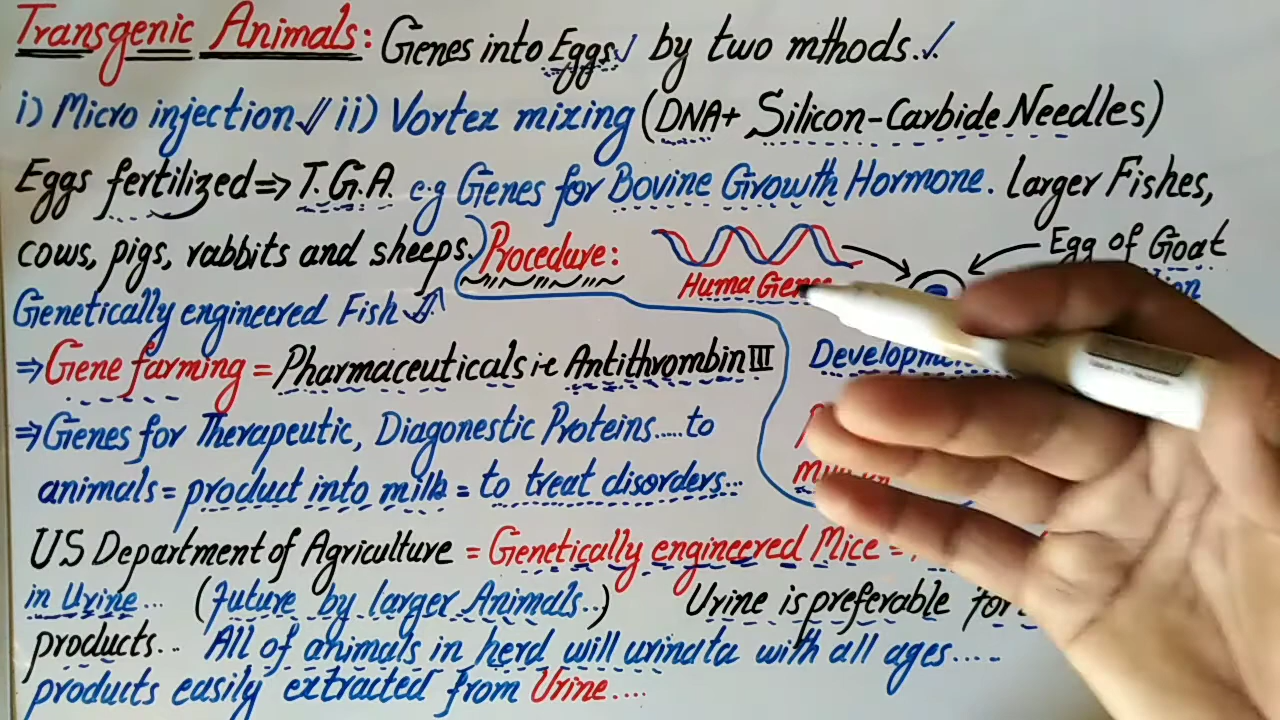 Transgenic Animals: Genes into Eggs by two mthods.
i) Micro injection ii) Vortex mixing (DNA+ Silicon-Carbide Needles)
Eggs fertilized ⇒ T.G.A. e.g Genes for Bovine Growth Hormone. larger Fishes,
cows, pigs, rabbits and sheeps.
Procedure:
Huma Gene
Egg of Goat
Genetically engineered Fish
⇒ Gene farming = Pharmaceuticals i.e Antithrombin III
⇒ Genes for Therapeutic, Diagonestic Proteins.....to
animals = product into milk = to treat disorders...
US Department of Agriculture = Genetically engineered Mice =
in Urine... (future by larger Animals..) Urine is preferable for
products... All of animals in herd will urinata with all ages.....
products easily extracted from Urine....